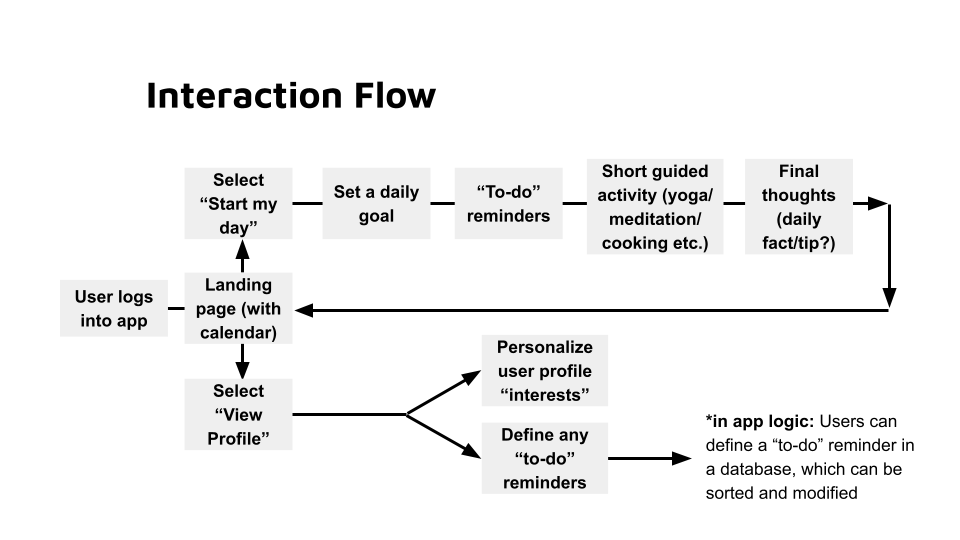 Interaction Flow
Select
“Start my
day”
Set a daily
goal
“To-do”
reminders
Short guided
activity (yoga/
meditation/
cooking etc.)
Final
thoughts
(daily
fact/tip?)
User logs
into app
Landing
page (with
calendar)
Select
“View
Profile”
Personalize
user profile
“interests”
Define any
“to-do”
reminders
*in app logic: Users can
define a “to-do” reminder in
a database, which can be
sorted and modified